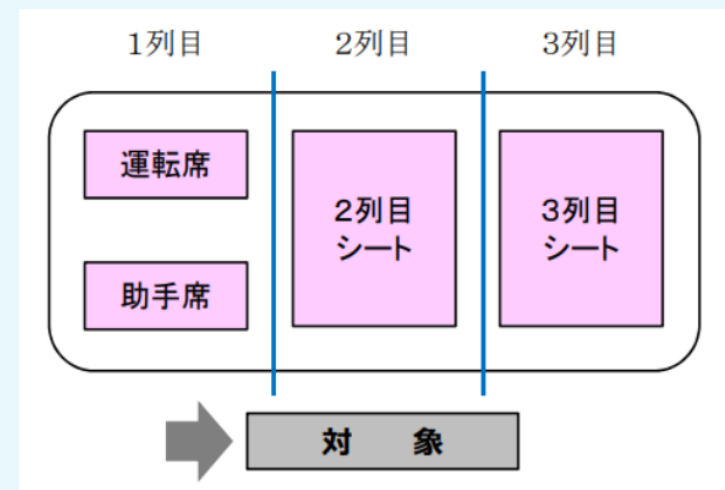 1列目 2列目 3列目
運転席
助手席
2列目
シート
3列目
シート
対 象